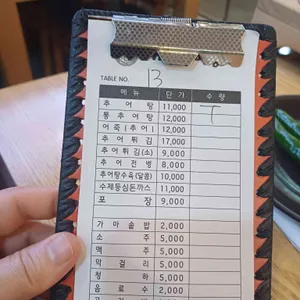 TABLE NO. 13
메뉴 단가 수량
추어탕 11,000 T
통추어탕 12,000
어죽(추어) 12,000
추어튀김 17,000
추어튀김(소) 9,000
추어전병 8,000
추어탕수육(달콤) 10,000
수제등심돈까스 11,000
포장 9,000
가마솥밥 2,000
소주 5,000
맥주 5,000
막걸리 5,000
청하 5,000
음료수 2,000